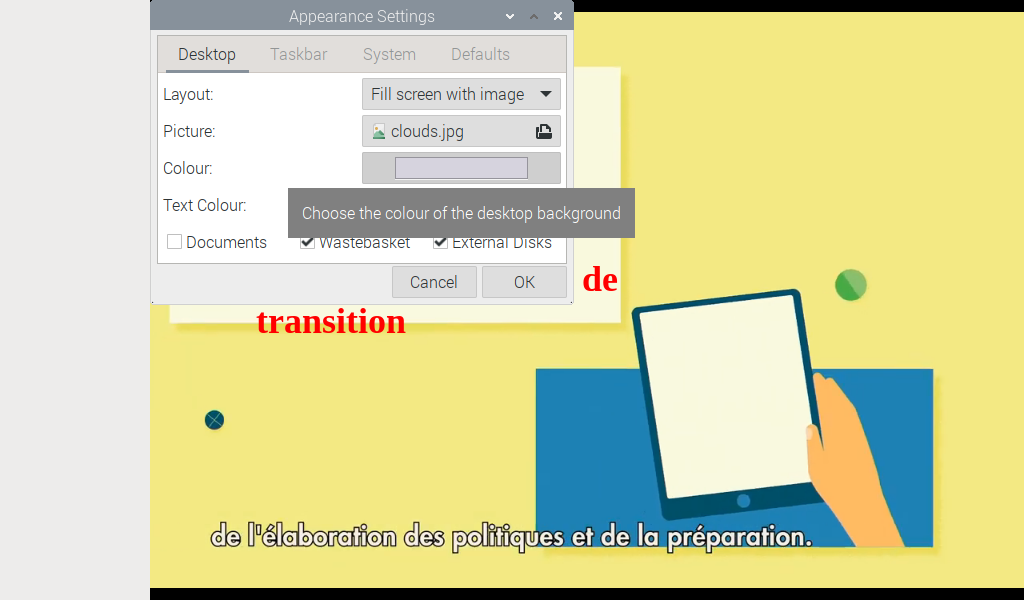 Appearance Settings
Desktop Taskbar System Defaults
Layout: Fill screen with image
Picture: clouds.jpg
Colour:
Text Colour:
Choose the colour of the desktop background
Documents Wastebasket External Disks
Cancel OK
de
transition
de l'élaboration des politiques et de la préparation.